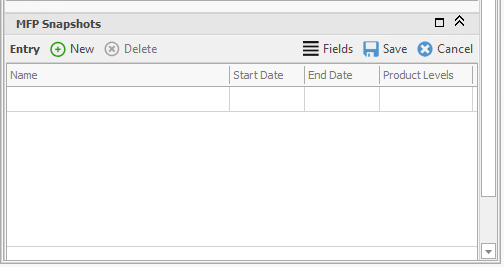 MFP Snapshots
Entry New Delete Fields Save Cancel
Name Start Date End Date Product Levels